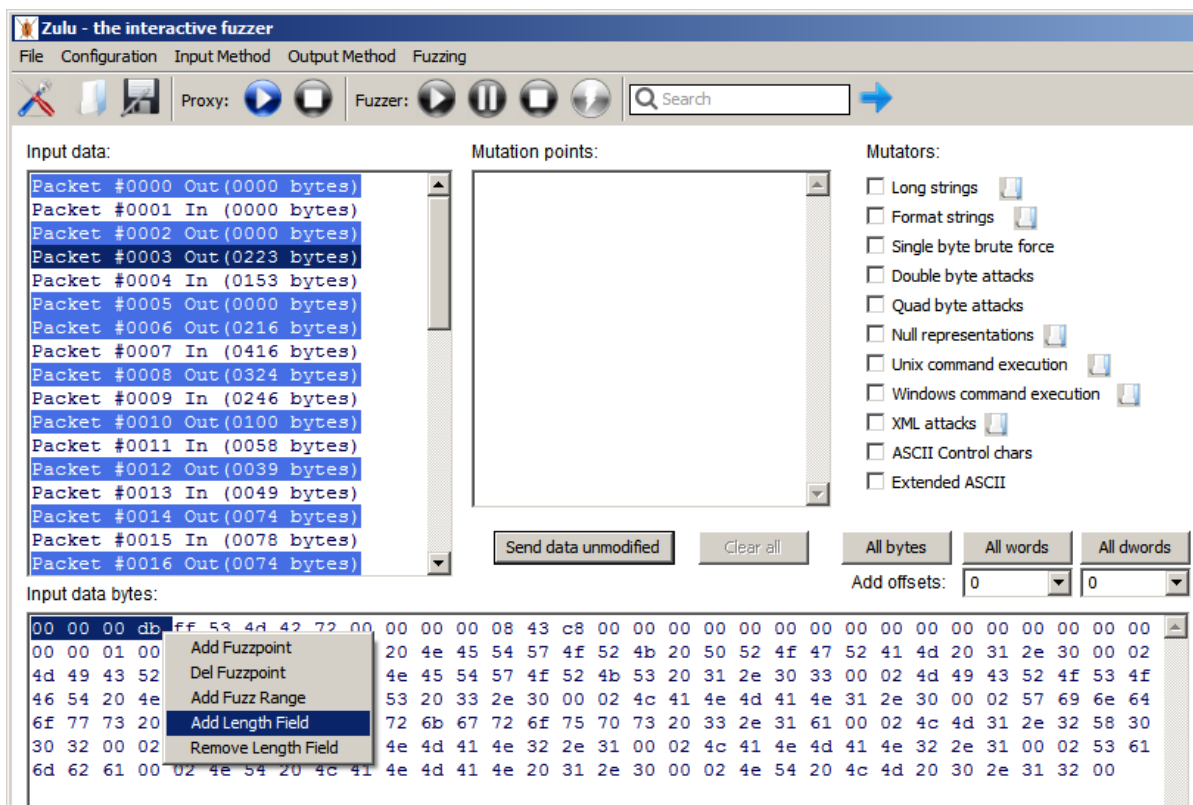 Zulu - the interactive fuzzer
File Configuration Input Method Output Method Fuzzing
Proxy: Fuzzer: Search
Input data: Mutation points: Mutators:
Packet #0000 Out(0000 bytes)
Packet #0001 In (0000 bytes)
Packet #0002 Out(0000 bytes)
Packet #0003 Out(0223 bytes)
Packet #0004 In (0153 bytes)
Packet #0005 Out(0000 bytes)
Packet #0006 Out(0216 bytes)
Packet #0007 In (0416 bytes)
Packet #0008 Out(0324 bytes)
Packet #0009 In (0246 bytes)
Packet #0010 Out(0100 bytes)
Packet #0011 In (0058 bytes)
Packet #0012 Out(0039 bytes)
Packet #0013 In (0049 bytes)
Packet #0014 Out(0074 bytes)
Packet #0015 In (0078 bytes)
Packet #0016 Out(0074 bytes)
Long strings
Format strings
Single byte brute force
Double byte attacks
Quad byte attacks
Null representations
Unix command execution
Windows command execution
XML attacks
ASCII Control chars
Extended ASCII
Send data unmodified Clear all All bytes All words All dwords
Add offsets: 0 0
Input data bytes:
00 00 00 db ff 53 4d 42 72 00 00 00 00 08 43 c8 00 00 00 00 00 00 00 00 00 00 00 00 00 00 00 00
00 00 01 00 20 4e 45 54 57 4f 52 4b 20 50 52 4f 47 52 41 4d 20 31 2e 30 00 02
4d 49 43 52 4e 45 54 57 4f 52 4b 53 20 31 2e 30 33 00 02 4d 49 43 52 4f 53 4f
46 54 20 4e 53 20 33 2e 30 00 02 4c 41 4e 4d 41 4e 31 2e 30 00 02 57 69 6e 64
6f 77 73 20 72 6b 67 72 6f 75 70 73 20 33 2e 31 61 00 02 4c 4d 31 2e 32 58 30
30 32 00 02 4e 4d 41 4e 32 2e 31 00 02 4c 41 4e 4d 41 4e 32 2e 31 00 02 53 61
6d 62 61 00 02 4e 54 20 4c 41 4e 4d 41 4e 20 31 2e 30 00 02 4e 54 20 4c 4d 20 30 2e 31 32 00
Add Fuzzpoint
Del Fuzzpoint
Add Fuzz Range
Add Length Field
Remove Length Field